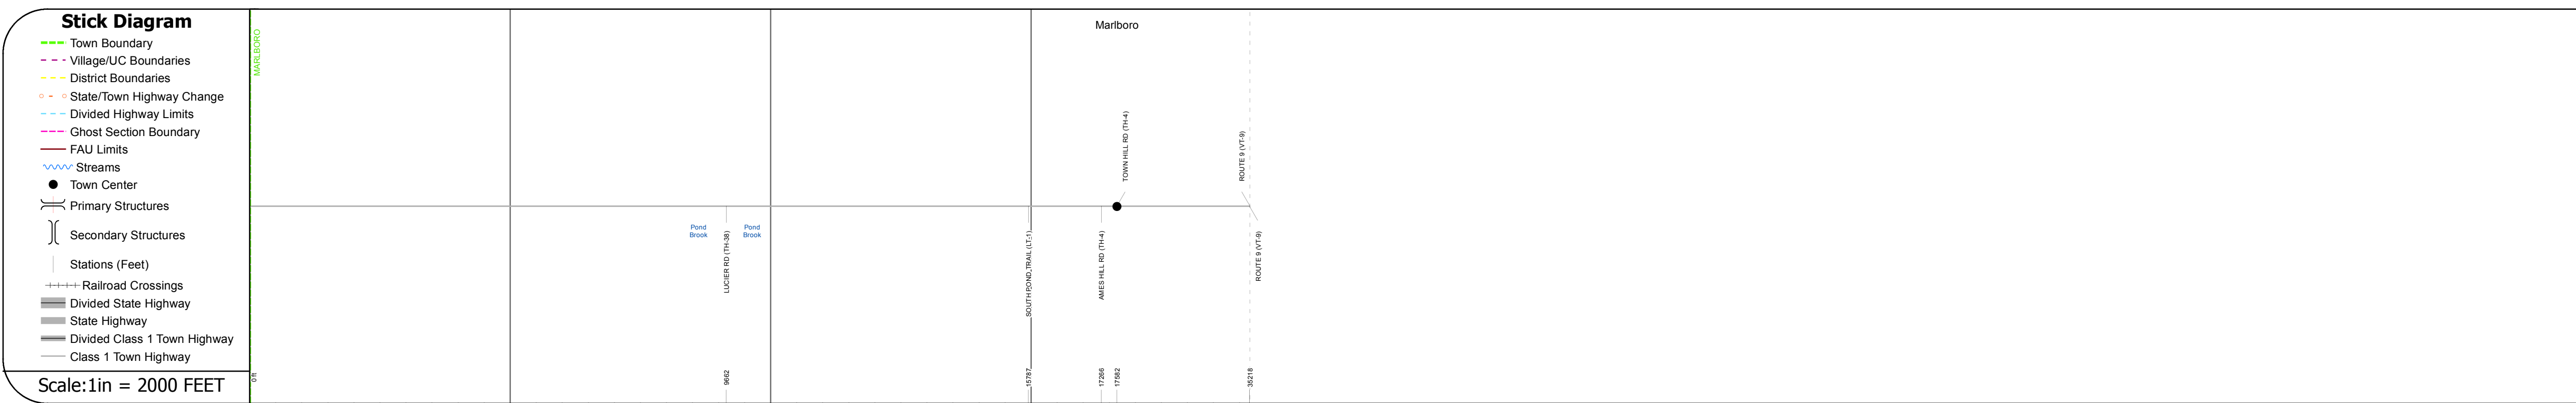 Stick Diagram
Town Boundary
Village/UC Boundaries
District Boundaries
State/Town Highway Change
Divided Highway Limits
Ghost Section Boundary
FAU Limits
Streams
Town Center
Primary Structures
Secondary Structures
Stations (Feet)
Railroad Crossings
Divided State Highway
State Highway
Divided Class 1 Town Highway
Class 1 Town Highway
Scale:1in = 2000 FEET
MARLBORO
Marlboro
TOWN HILL RD (TH-4)
ROUTE 9 (VT-9)
Pond
Brook
LUCIER RD (TH-38)
Pond
Brook
SOUTH POND TRAIL (LT-1)
AMES HILL RD (TH-4)
ROUTE 9 (VT-9)
0 ft
9662
15787
17266
17582
35218